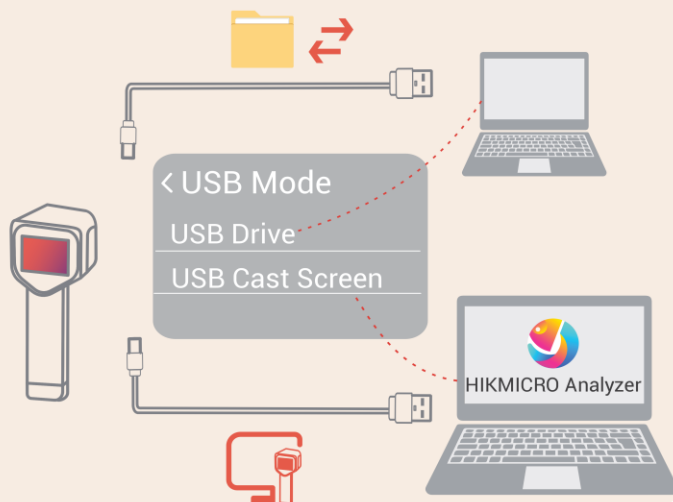 < USB Mode
USB Drive
USB Cast Screen
HIKMICRO Analyzer